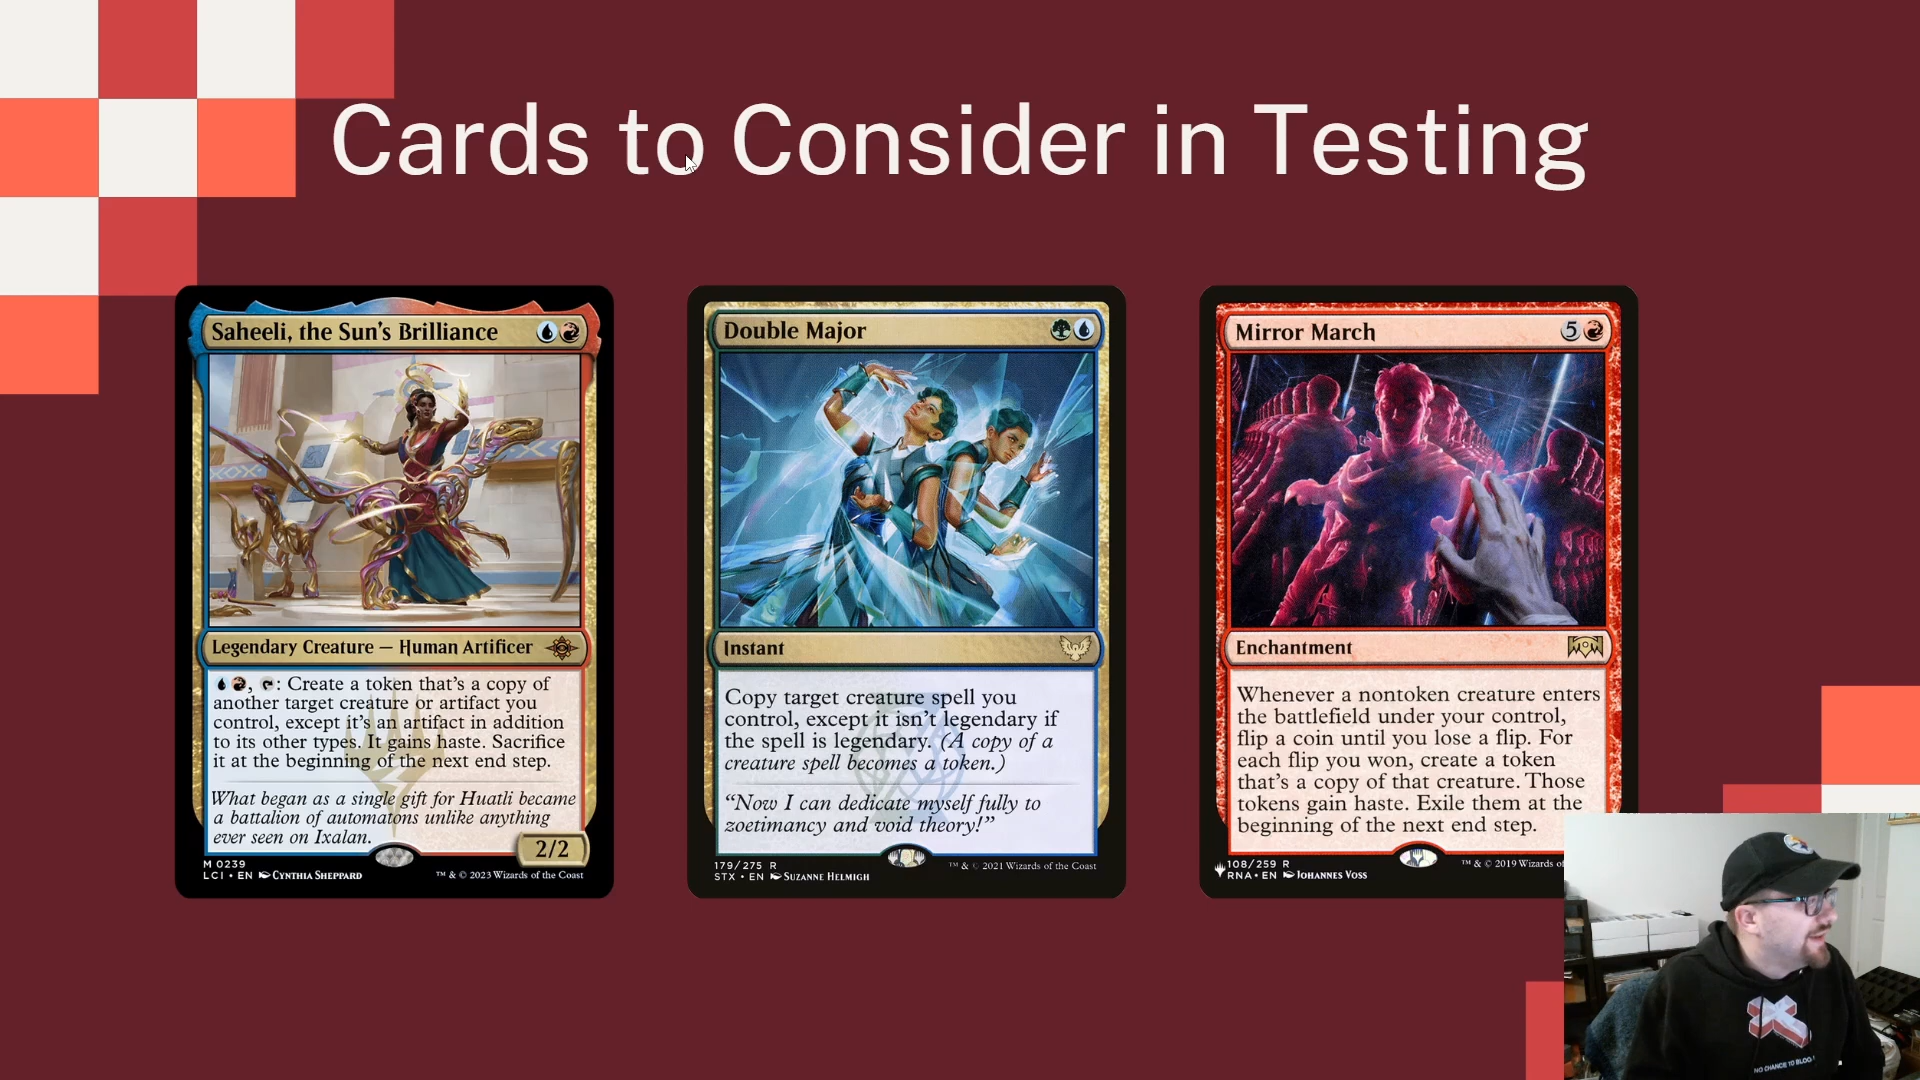 Cards to Consider in Testing
Saheeli, the Sun's Brilliance
Legendary Creature — Human Artificer
, : Create a token that's a copy of
another target creature or artifact you
control, except it's an artifact in addition
to its other types. It gains haste. Sacrifice
it at the beginning of the next end step.
What began as a single gift for Huatli became
a battalion of automatons unlike anything
ever seen on Ixalan.
2/2
M 0239
LCI • EN CYNTHIA SHEPPARD
™ & © 2023 Wizards of the Coast
Double Major
Instant
Copy target creature spell you
control, except it isn't legendary if
the spell is legendary. (A copy of a
creature spell becomes a token.)
"Now I can dedicate myself fully to
zoetimancy and void theory!"
179/275 R
STX • EN SUZANNE HELMIGH
™ & © 2021 Wizards of the Coast
Mirror March
5
Enchantment
Whenever a nontoken creature enters
the battlefield under your control,
flip a coin until you lose a flip. For
each flip you won, create a token
that's a copy of that creature. Those
tokens gain haste. Exile them at the
beginning of the next end step.
108/259 R
RNA • EN JOHANNES VOSS
™ & © 2019 Wizards of
NO CHANCE TO BLOCK